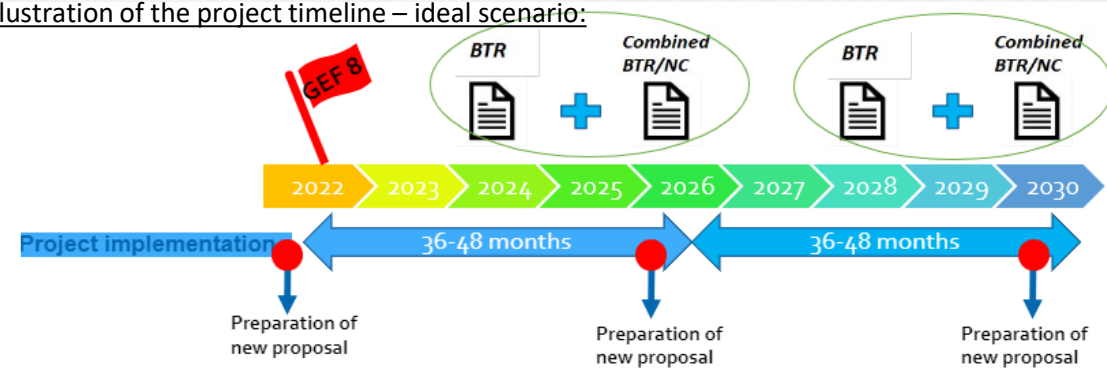 lustration of the project timeline – ideal scenario:
GEF 8
BTR
Combined
BTR/NC
BTR
Combined
BTR/NC
2022 2023 2024 2025 2026 2027 2028 2029 2030
Project implementation
36-48 months
36-48 months
Preparation of
new proposal
Preparation of
new proposal
Preparation of
new proposal